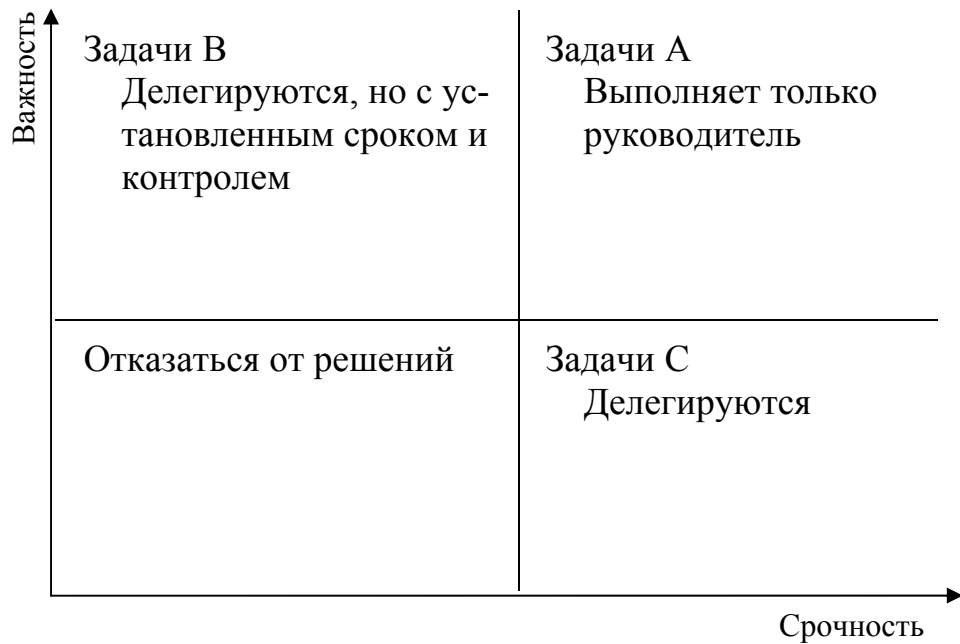 Важность
Задачи В
Делегируются, но с ус-
тановленным сроком и
контролем
Задачи А
Выполняет только
руководитель
Отказаться от решений
Задачи С
Делегируются
Срочность